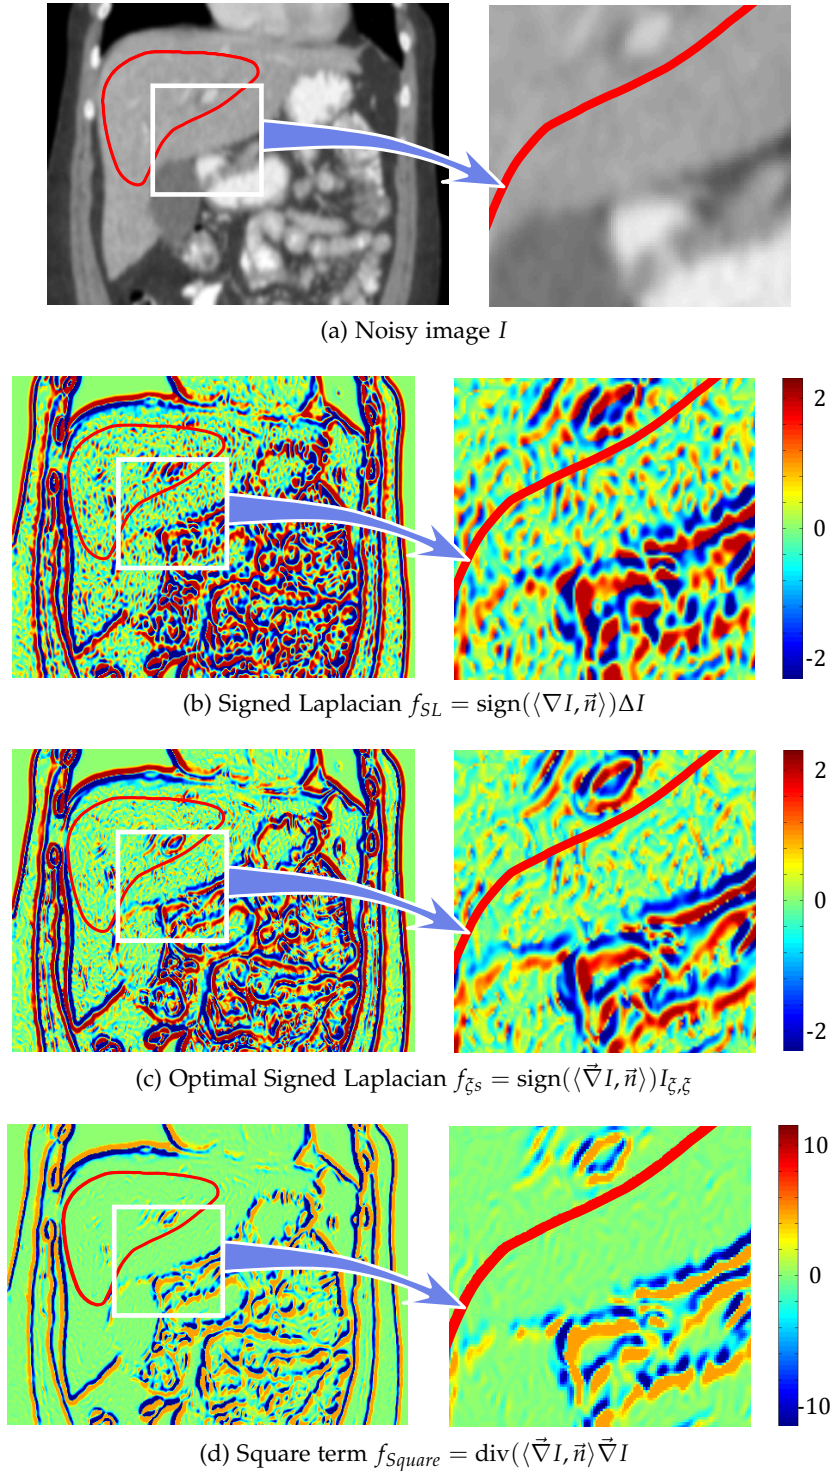 (a) Noisy image I
2
0
-2
(b) Signed Laplacian f_{SL} = sign(⟨∇I, n⃗⟩)ΔI
2
0
-2
(c) Optimal Signed Laplacian f_{ξs} = sign(⟨∇⃗I, n⃗⟩)I_{ξ,ξ}
10
0
-10
(d) Square term f_{Square} = div(⟨∇⃗I, n⃗⟩∇⃗I